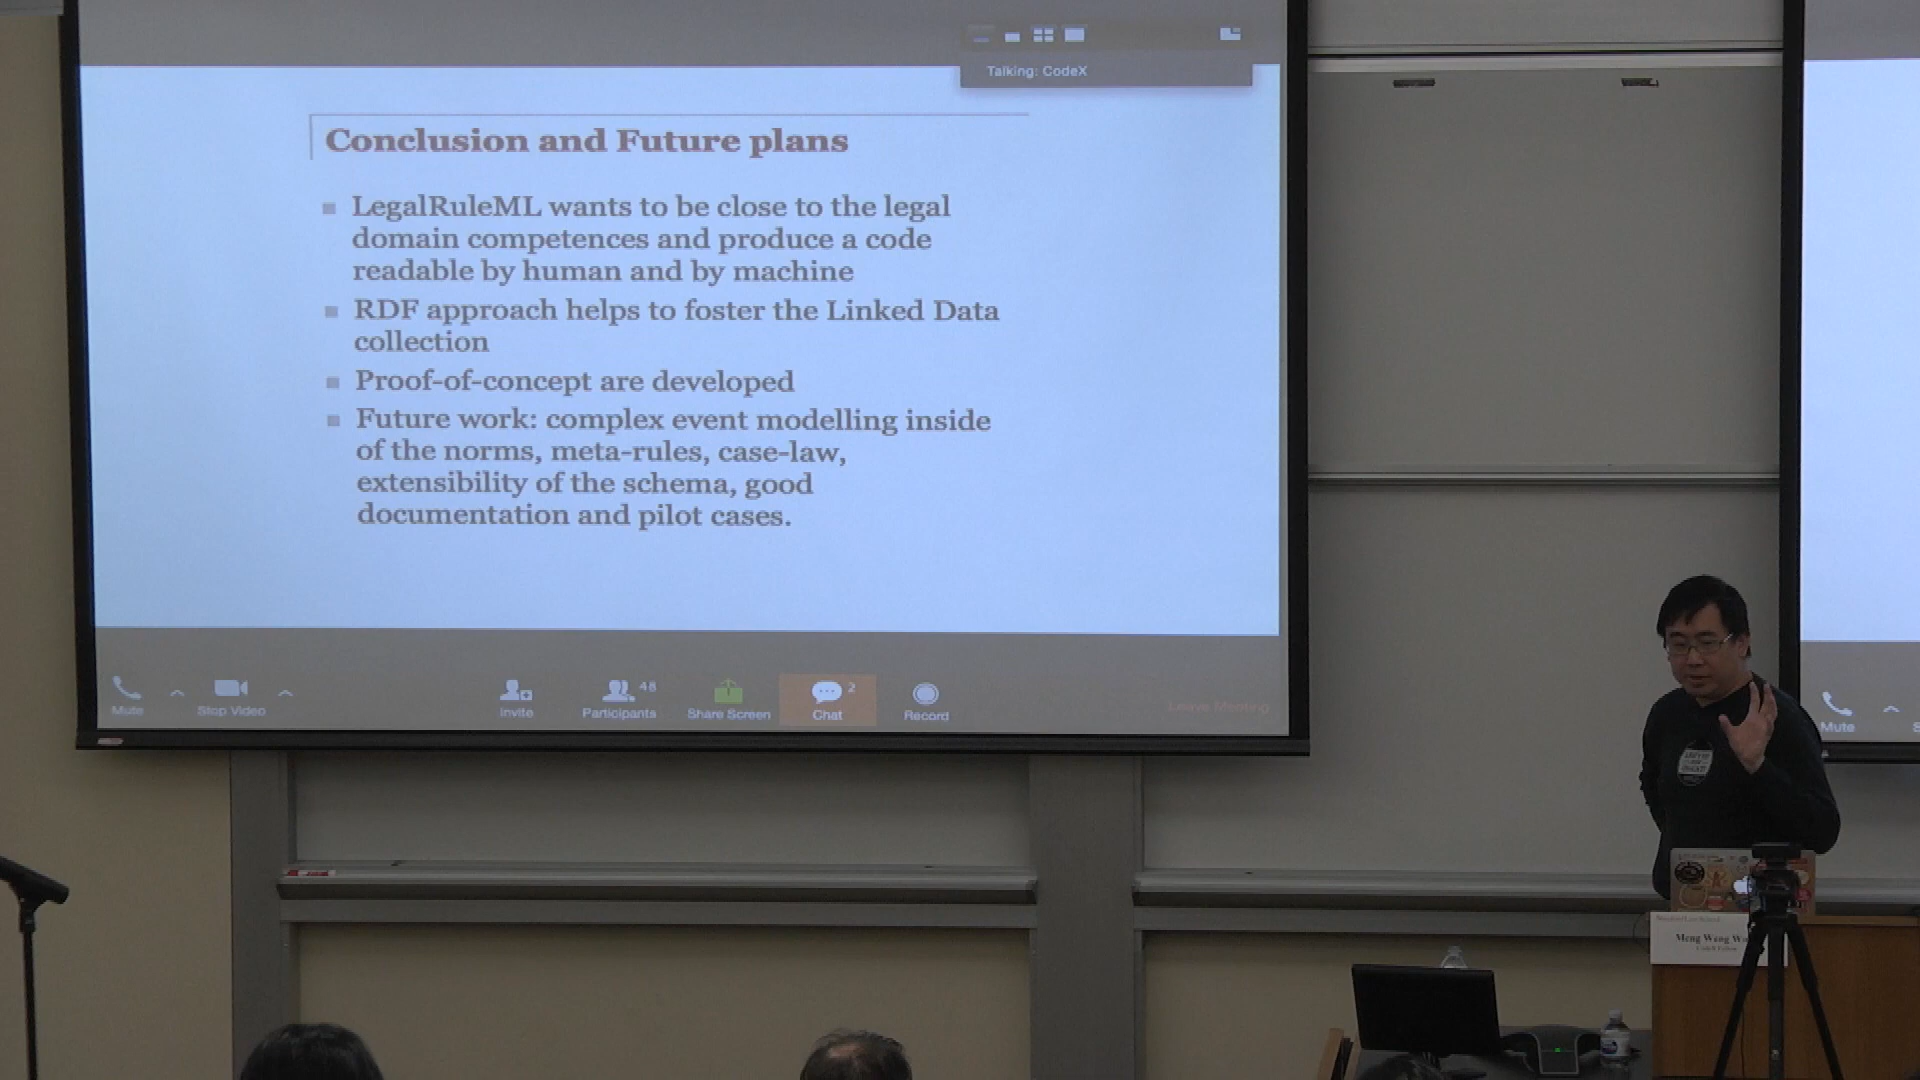 Talking: CodeX
Conclusion and Future plans
LegalRuleML wants to be close to the legal
domain competences and produce a code
readable by human and by machine
RDF approach helps to foster the Linked Data
collection
Proof-of-concept are developed
Future work: complex event modelling inside
of the norms, meta-rules, case-law,
extensibility of the schema, good
documentation and pilot cases.
Mute
Stop Video
Invite
48
Participants
Share Screen
2
Chat
Record
Leave Meeting
Mute
Meng Weng